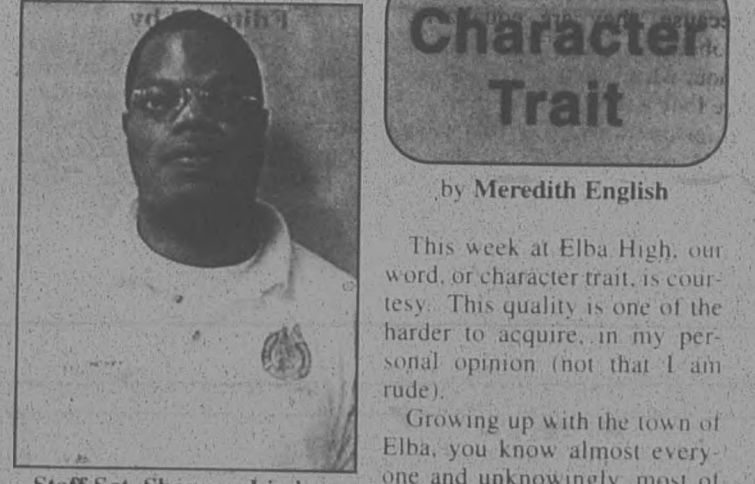 Staff Sgt.
Character
Trait
by Meredith English
This week at Elba High, our
word, or character trait, is cour-
tesy. This quality is one of the
harder to acquire, in my per-
sonal opinion (not that I am
rude).
Growing up with the town of
Elba, you know almost every-
one and unknowingly, most of